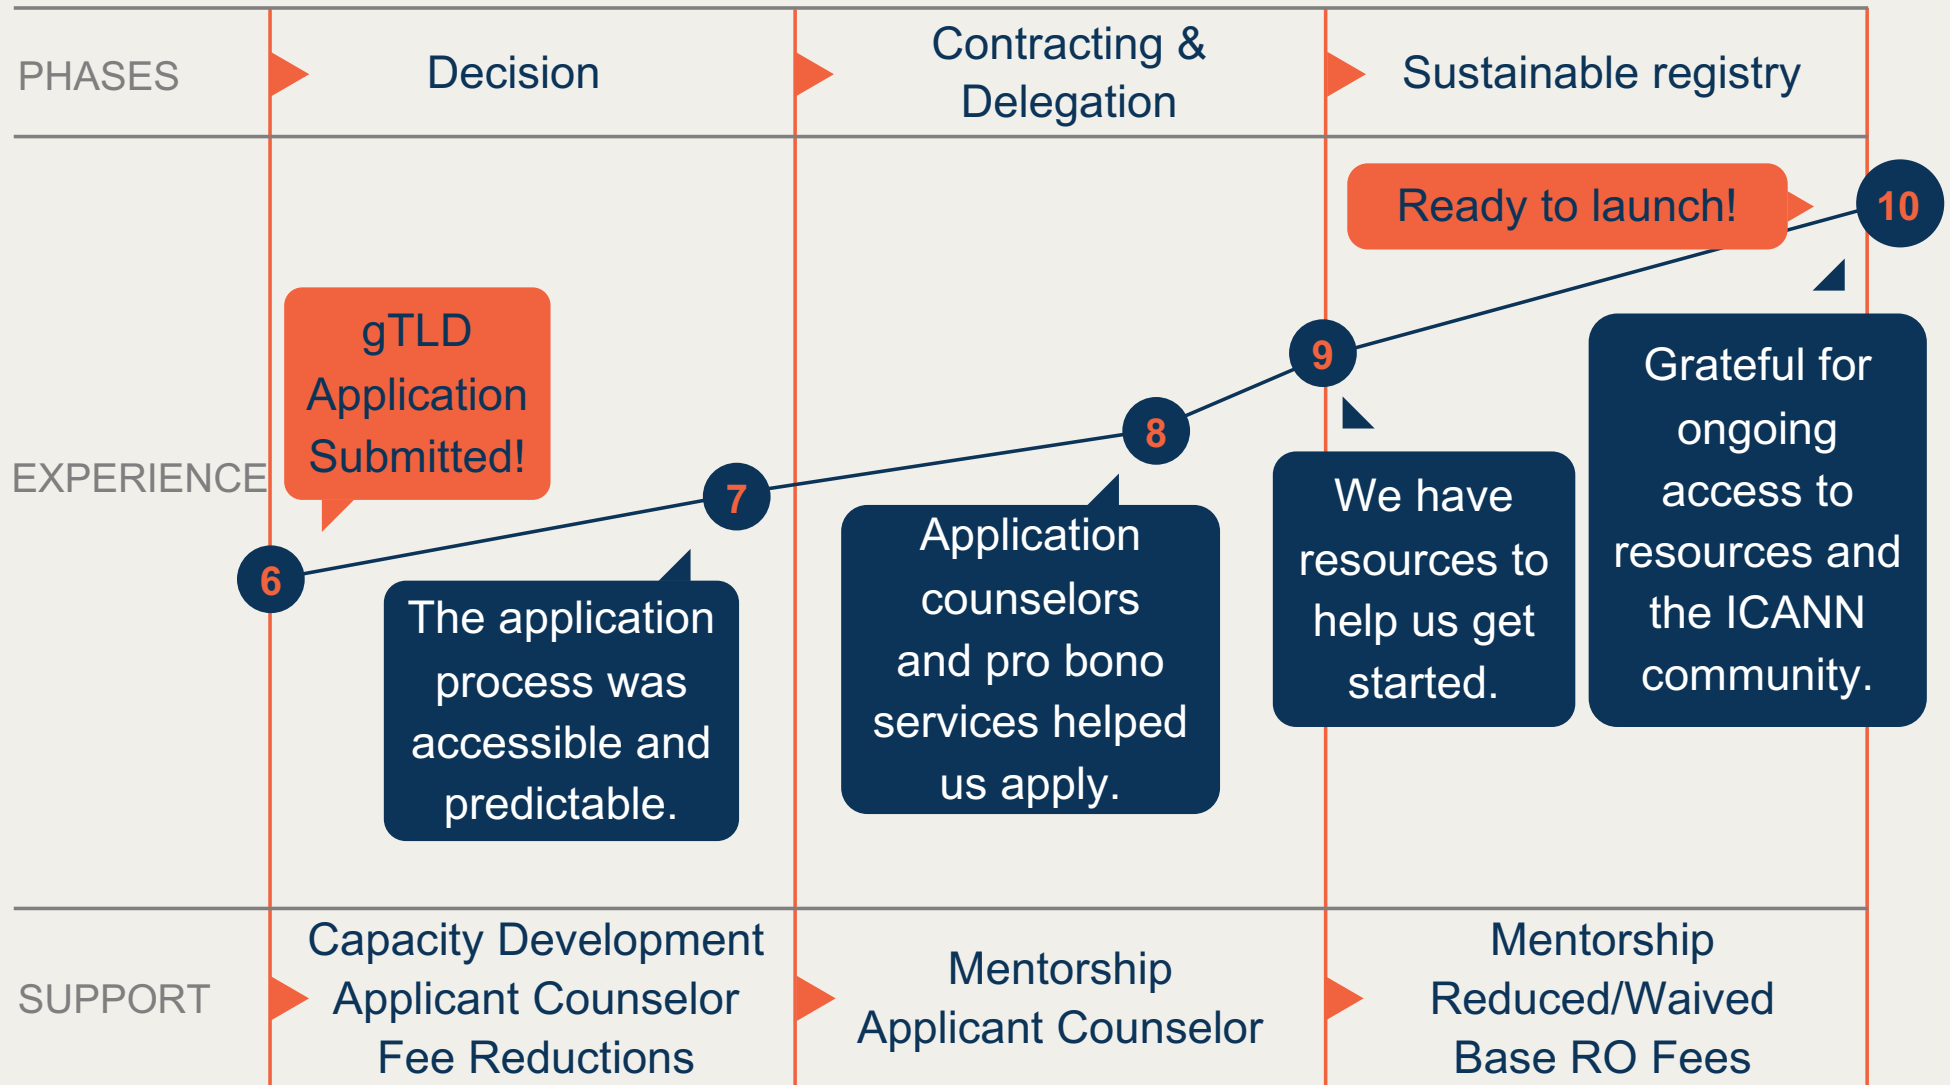 PHASES
Decision
Contracting &
Delegation
Sustainable registry
EXPERIENCE
6
gTLD
Application
Submitted!
7
The application
process was
accessible and
predictable.
8
Application
counselors
and pro bono
services helped
us apply.
9
We have
resources to
help us get
started.
Ready to launch!
10
Grateful for
ongoing
access to
resources and
the ICANN
community.
SUPPORT
Capacity Development
Applicant Counselor
Fee Reductions
Mentorship
Applicant Counselor
Mentorship
Reduced/Waived
Base RO Fees